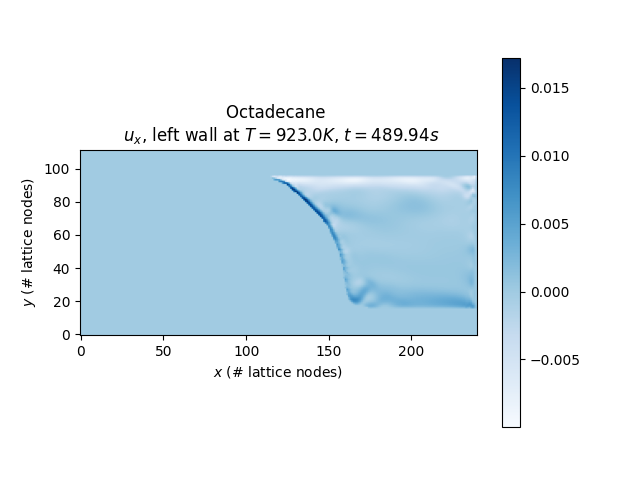 Octadecane
u_x, left wall at T = 923.0K, t = 489.94s
100
80
60
40
20
0
y (# lattice nodes)
0 50 100 150 200
x (# lattice nodes)
0.015
0.010
0.005
0.000
−0.005